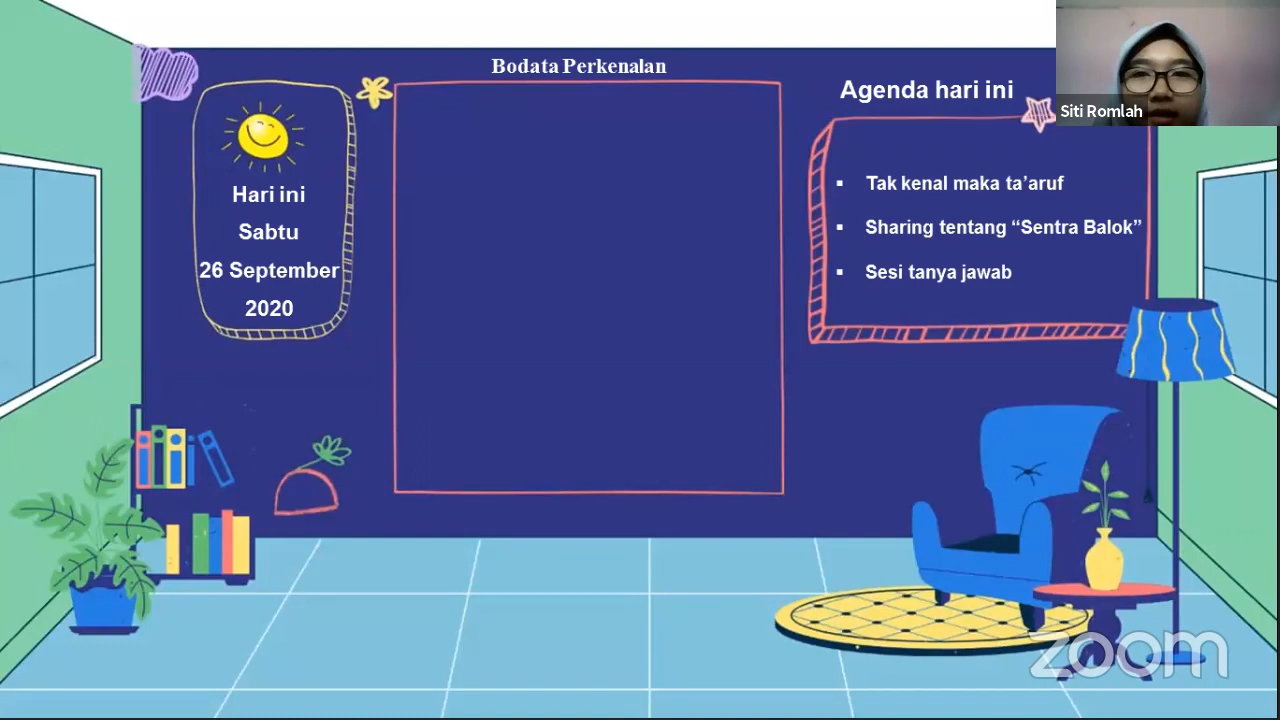 Bodata Perkenalan
Hari ini
Sabtu
26 September
2020
Agenda hari ini
▪ Tak kenal maka ta’aruf
▪ Sharing tentang “Sentra Balok”
▪ Sesi tanya jawab
Siti Romlah
zoom